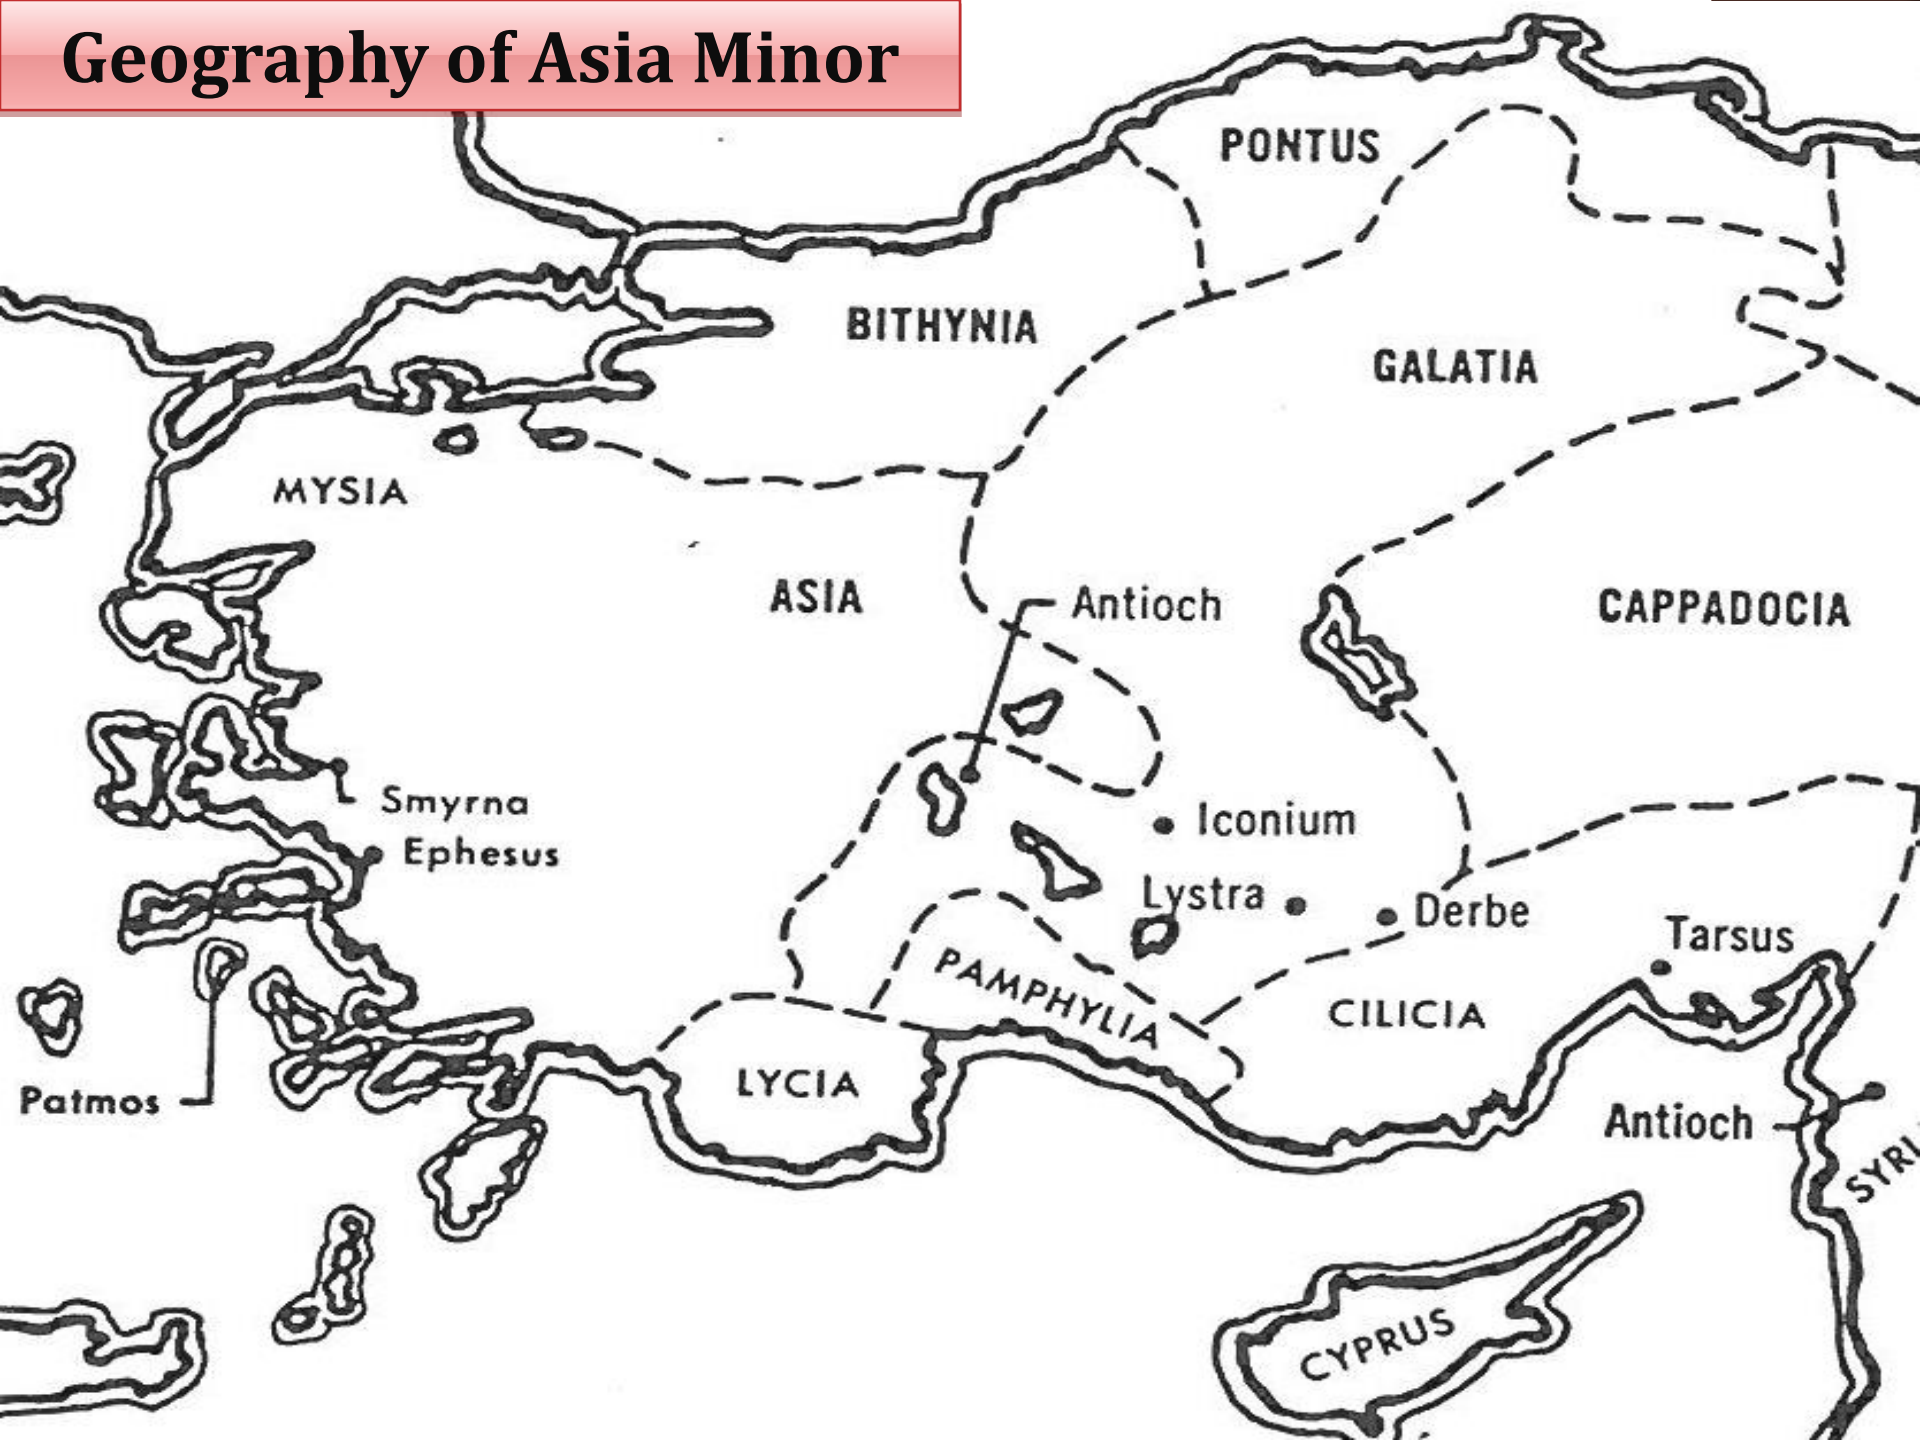 Geography of Asia Minor
PONTUS
BITHYNIA
GALATIA
MYSIA
ASIA
Antioch
CAPPADOCIA
Smyrna
Ephesus
Iconium
Lystra
Derbe
Tarsus
PAMPHYLIA
CILICIA
LYCIA
Patmos
Antioch
SYRI
CYPRUS